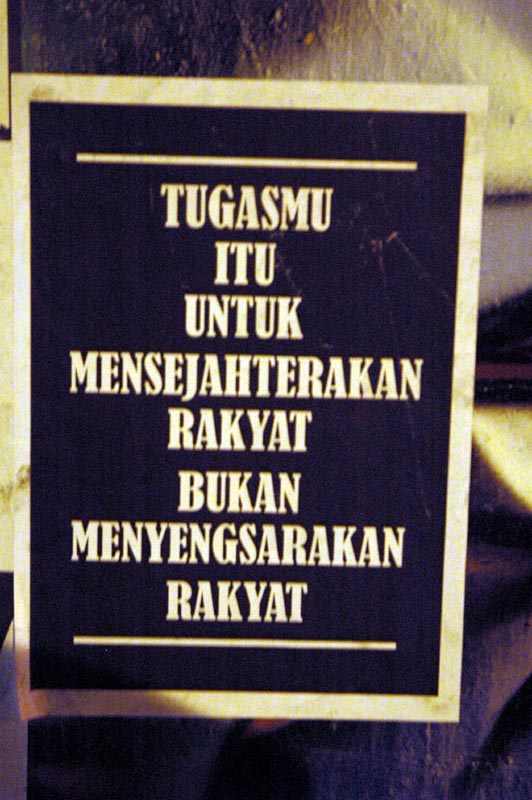 TUGASMU
ITU
UNTUK
MENSEJAHTERAKAN
RAKYAT
BUKAN
MENYENGSARAKAN
RAKYAT